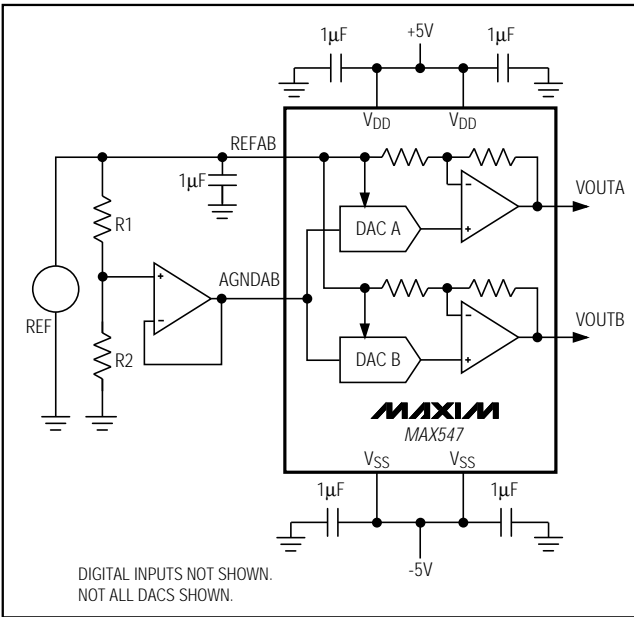 +5V
1µF
1µF
VDD
VDD
REFAB
1µF
R1
VOUTA
DAC A
AGNDAB
REF
R2
VOUTB
DAC B
MAXIM
MAX547
VSS
VSS
1µF
1µF
-5V
DIGITAL INPUTS NOT SHOWN.
NOT ALL DACS SHOWN.